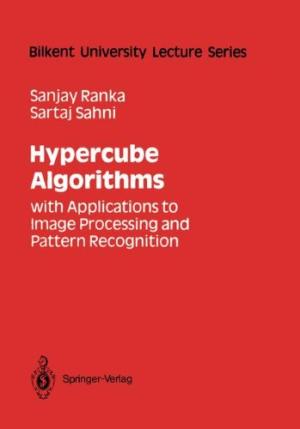 Bilkent University Lecture Series
Sanjay Ranka
Sartaj Sahni
Hypercube
Algorithms
with Applications to
Image Processing and
Pattern Recognition
Springer-Verlag